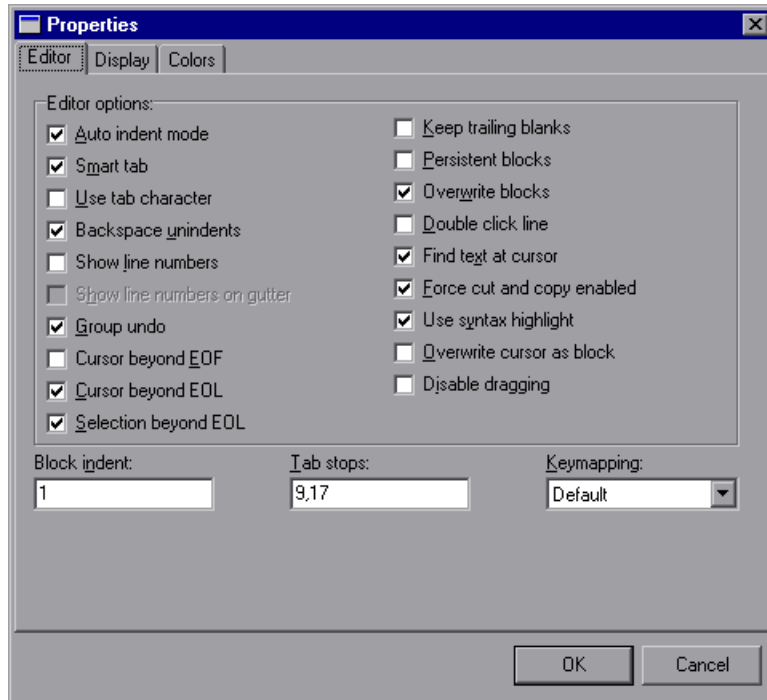 Properties
Editor
Display
Colors
Editor options:
Auto indent mode
Smart tab
Use tab character
Backspace unindents
Show line numbers
Show line numbers on gutter
Group undo
Cursor beyond EOF
Cursor beyond EOL
Selection beyond EOL
Keep trailing blanks
Persistent blocks
Overwrite blocks
Double click line
Find text at cursor
Force cut and copy enabled
Use syntax highlight
Overwrite cursor as block
Disable dragging
Block indent:
1
Tab stops:
9,17
Keymapping:
Default
OK
Cancel